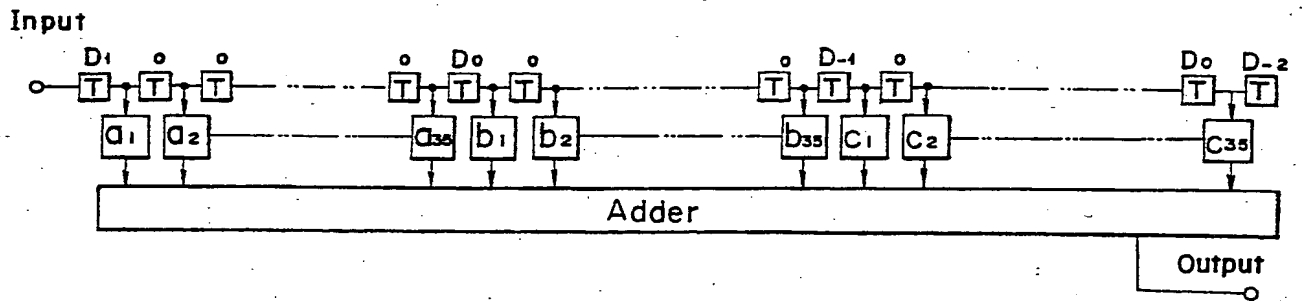 Input
D1 o o o D0 o o D-1 o D0 D-2
T T T T T T T T T T T
a1 a2 a35 b1 b2 b35 c1 c2 c35
Adder
Output